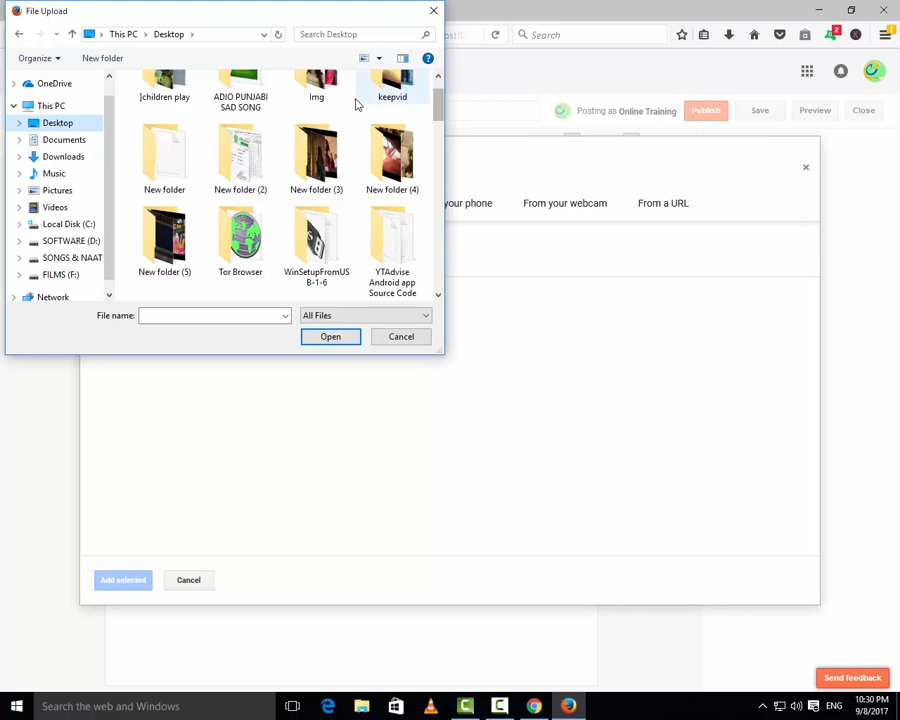 File Upload
This PC > Desktop >
Search Desktop
Search
Organize
New folder
OneDrive
This PC
Desktop
Documents
Downloads
Music
Pictures
Videos
Local Disk (C:)
SOFTWARE (D:)
SONGS & NAAT
FILMS (F:)
Network
]children play
ADIO PUNJABI SAD SONG
Img
keepvid
New folder
New folder (2)
New folder (3)
New folder (4)
New folder (5)
Tor Browser
WinSetupFromUS
B-1-6
YTAdvise
Android app
Source Code
File name:
All Files
Open
Cancel
2
Posting as Online Training
Publish
Save
Preview
Close
your phone
From your webcam
From a URL
Add selected
Cancel
Send feedback
Search the web and Windows
ENG
10:30 PM
9/8/2017